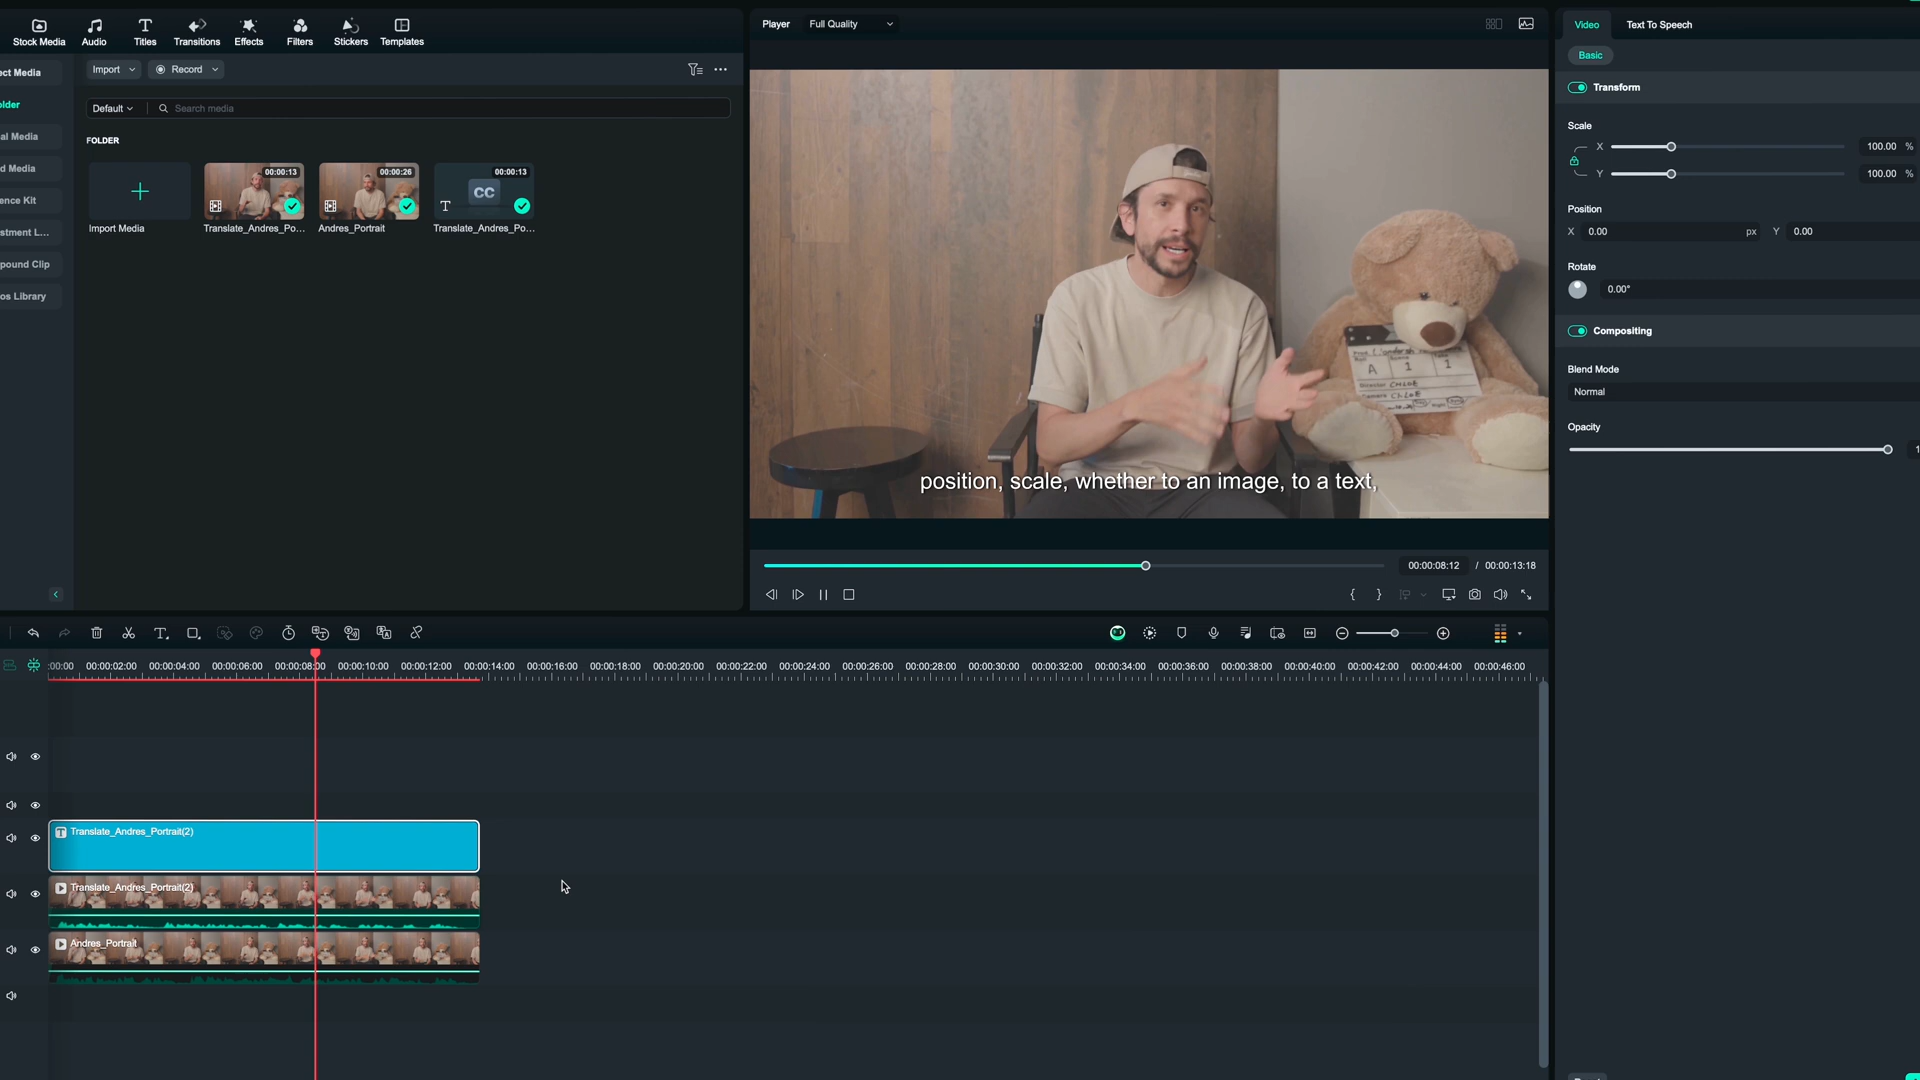 Stock Media
Audio
Titles
Transitions
Effects
Filters
Stickers
Templates
Player
Full Quality
Video
Text To Speech
ect Media
Import
Record
Basic
Transform
older
Default
Search media
al Media
FOLDER
d Media
ence Kit
stment L...
pound Clip
os Library
00:00:13
00:00:26
00:00:13
CC
T
Import Media
Translate_Andres_Po...
Andres_Portrait
Translate_Andres_Po...
A 1 1
CHLOE
CHLOE
position, scale, whether to an image, to a text,
Scale
X 100.00 %
Y 100.00 %
Position
X 0.00 px Y 0.00
Rotate
0.00°
Compositing
Blend Mode
Normal
Opacity
1
00:00:08:12 / 00:00:13:18
:00:00 00:00:02:00 00:00:04:00 00:00:06:00 00:00:08:00 00:00:10:00 00:00:12:00 00:00:14:00 00:00:16:00 00:00:18:00 00:00:20:00 00:00:22:00 00:00:24:00 00:00:26:00 00:00:28:00 00:00:30:00 00:00:32:00 00:00:34:00 00:00:36:00 00:00:38:00 00:00:40:00 00:00:42:00 00:00:44:00 00:00:46:00
T Translate_Andres_Portrait(2)
Translate_Andres_Portrait(2)
Andres_Portrait